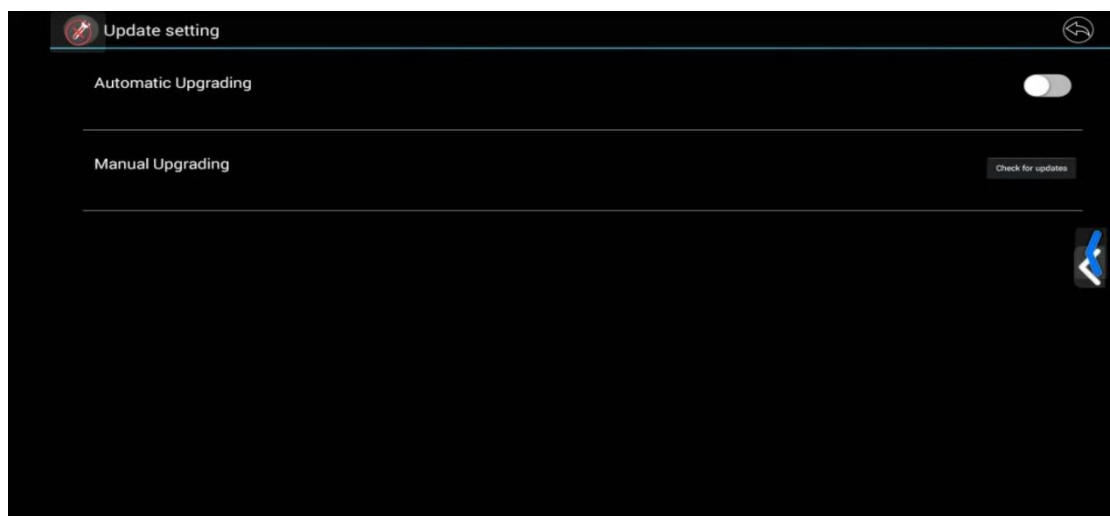 Update setting
Automatic Upgrading
Manual Upgrading
Check for updates